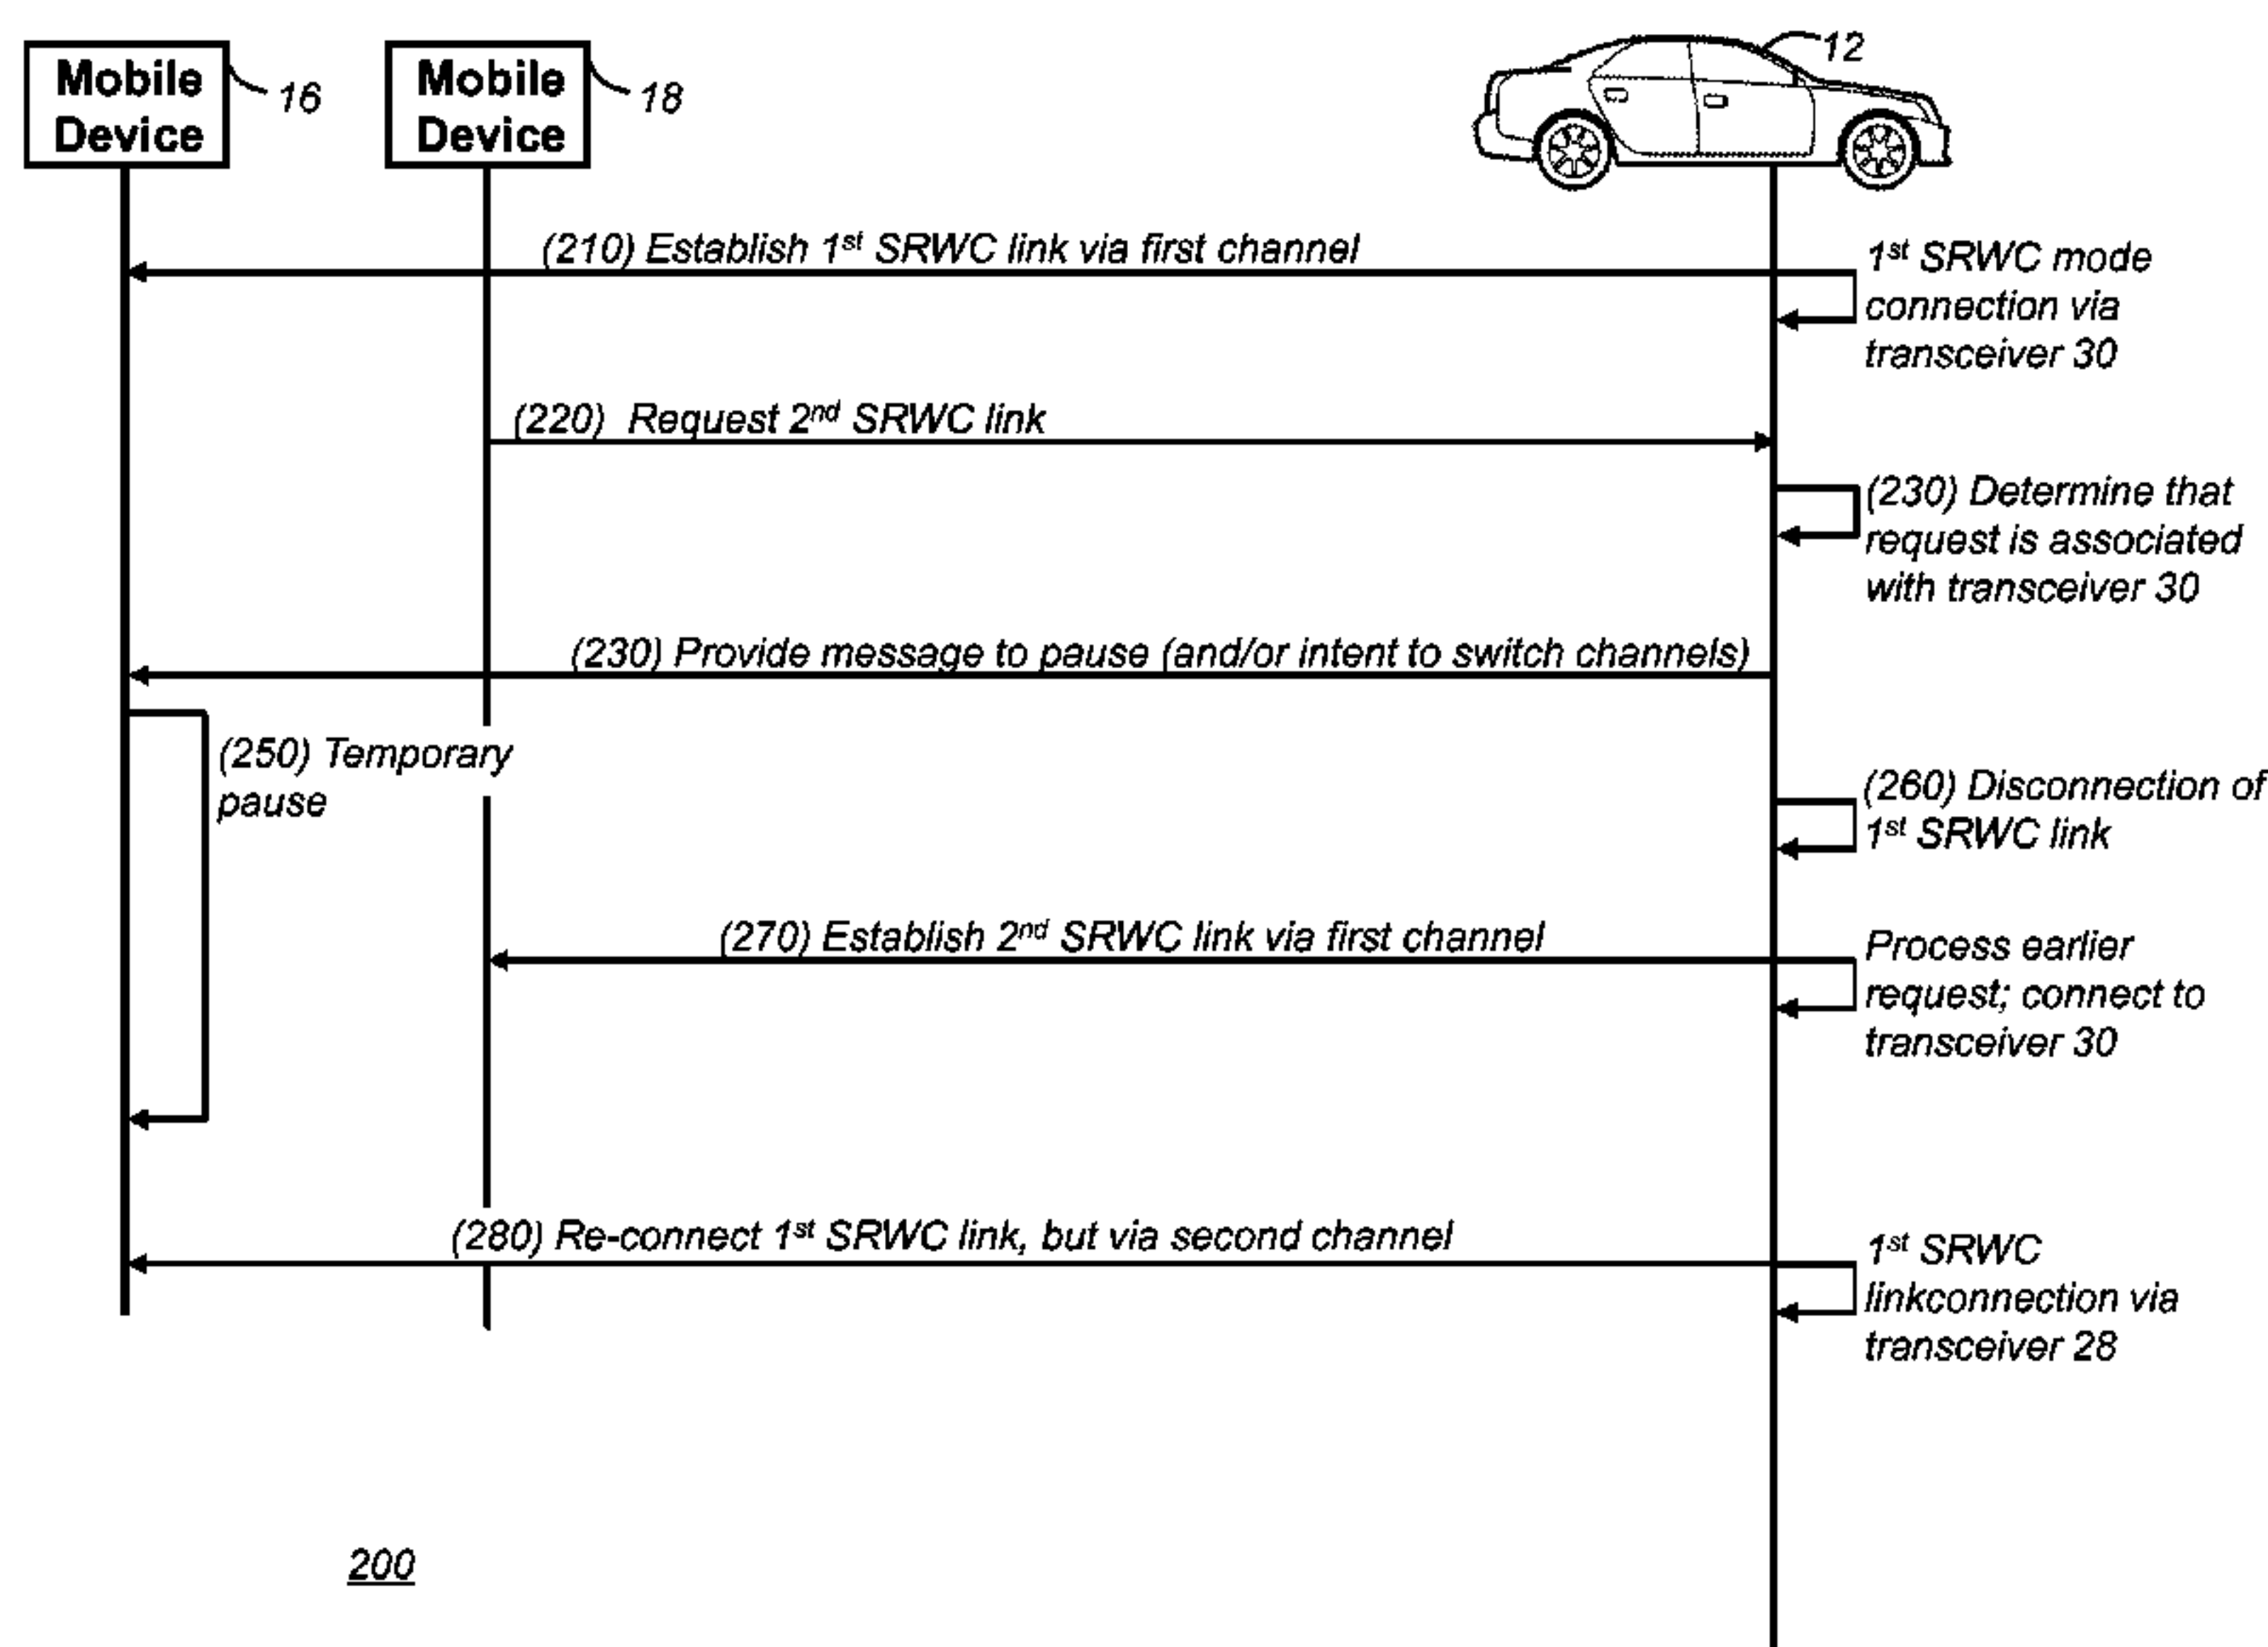 Mobile
Device
16
Mobile
Device
18
12
(210) Establish 1st SRWC link via first channel
1st SRWC mode
connection via
transceiver 30
(220) Request 2nd SRWC link
(230) Determine that
request is associated
with transceiver 30
(230) Provide message to pause (and/or intent to switch channels)
(250) Temporary
pause
(260) Disconnection of
1st SRWC link
(270) Establish 2nd SRWC link via first channel
Process earlier
request; connect to
transceiver 30
(280) Re-connect 1st SRWC link, but via second channel
1st SRWC
linkconnection via
transceiver 28
200